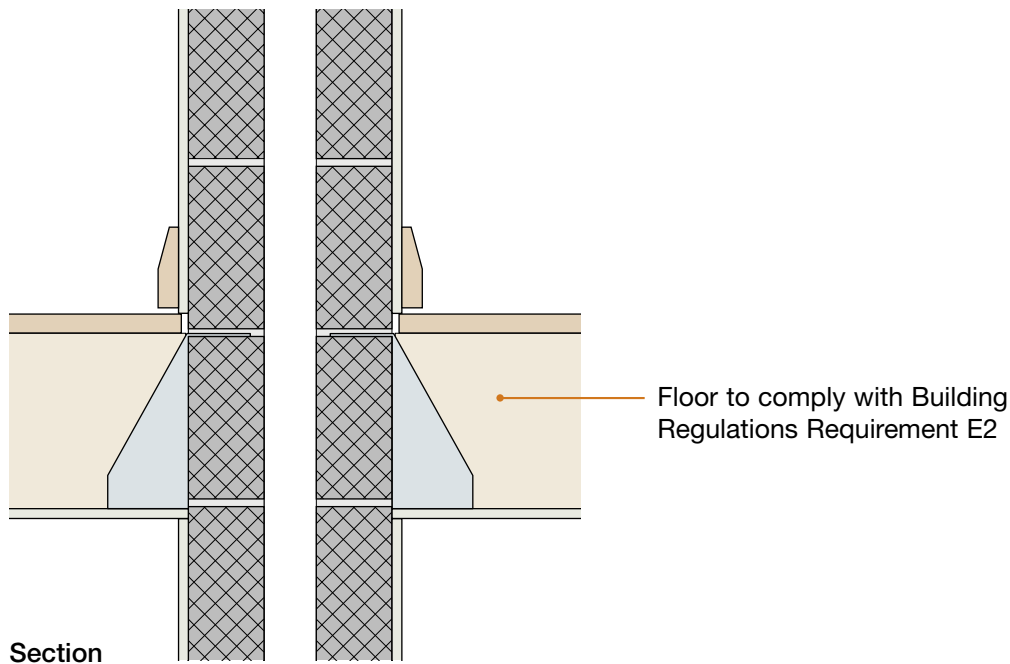 Floor to comply with Building
Regulations Requirement E2
Section